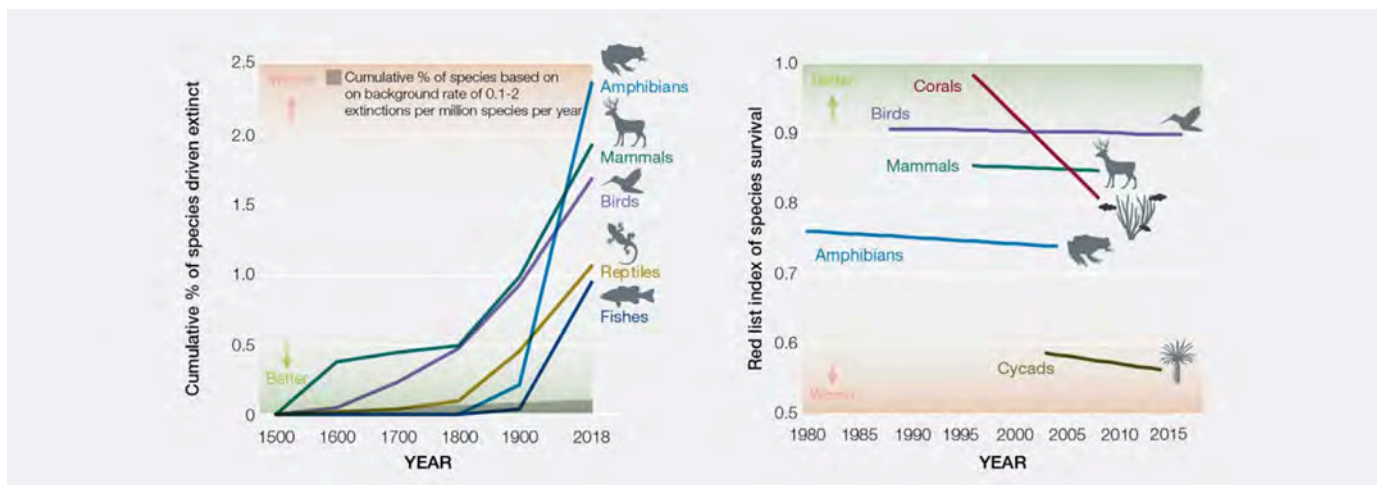 Cumulative % of species driven extinct
2.5
2.0
1.5
1.0
0.5
0
Worse
Cumulative % of species based on
on background rate of 0.1-2
extinctions per million species per year
Better
Amphibians
Mammals
Birds
Reptiles
Fishes
1500 1600 1700 1800 1900 2018
YEAR
Red list index of species survival
1.0
0.9
0.8
0.7
0.6
0.5
Better
Corals
Birds
Mammals
Amphibians
Cycads
Worse
1980 1985 1990 1995 2000 2005 2010 2015
YEAR